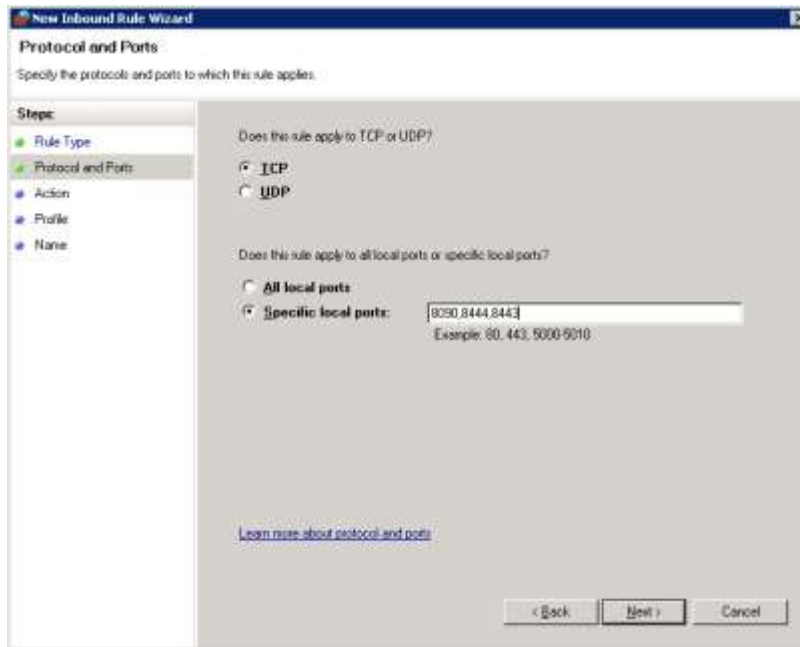 New Inbound Rule Wizard
Protocol and Ports
Specify the protocols and ports to which this rule applies.
Steps:
Rule Type
Protocol and Ports
Action
Profile
Name
Does this rule apply to TCP or UDP?
TCP
UDP
Does this rule apply to all local ports or specific local ports?
All local ports
Specific local ports:
8090,8444,8443
Example: 80, 443, 5000-5010
Learn more about protocol and ports
< Back
Next >
Cancel